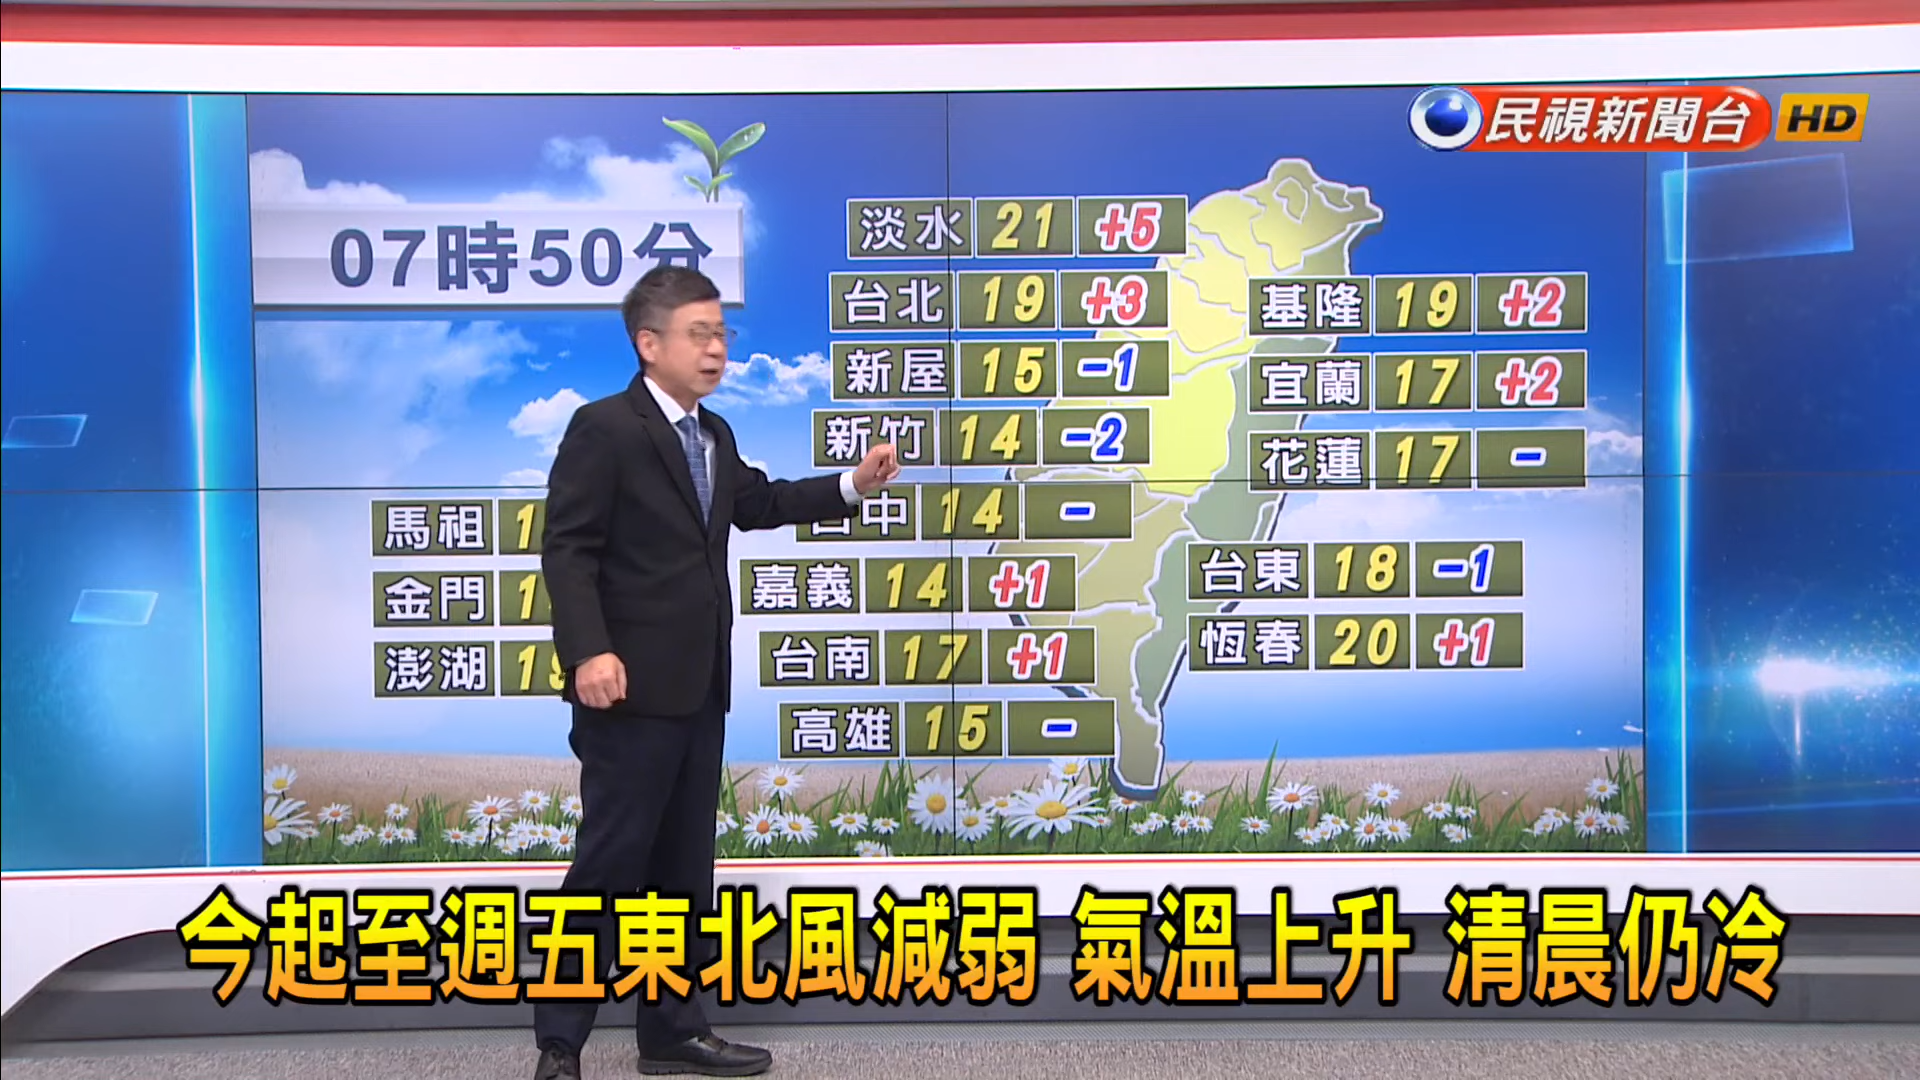 民視新聞台 HD
07時50分
淡水 21 +5
台北 19 +3
新屋 15 -1
新竹 14 -2
台中 14 -
嘉義 14 +1
台南 17 +1
高雄 15 -
基隆 19 +2
宜蘭 17 +2
花蓮 17 -
台東 18 -1
恆春 20 +1
馬祖
金門
澎湖
今起至週五東北風減弱 氣溫上升 清晨仍冷